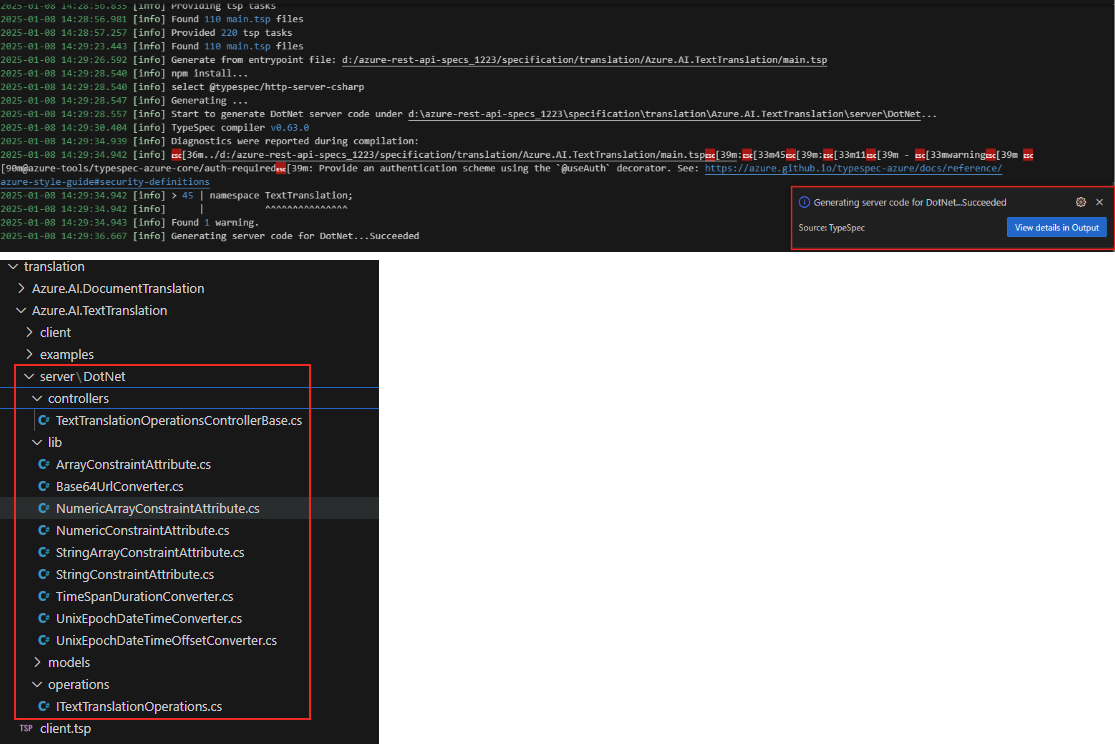 2025-01-08 14:28:56.835 [info] Providing tsp tasks
2025-01-08 14:28:56.981 [info] Found 110 main.tsp files
2025-01-08 14:28:57.257 [info] Provided 220 tsp tasks
2025-01-08 14:29:23.443 [info] Found 110 main.tsp files
2025-01-08 14:29:26.592 [info] Generate from entrypoint file: d:/azure-rest-api-specs_1223/specification/translation/Azure.AI.TextTranslation/main.tsp
2025-01-08 14:29:28.540 [info] npm install...
2025-01-08 14:29:28.540 [info] select @typespec/http-server-csharp
2025-01-08 14:29:28.547 [info] Generating ...
2025-01-08 14:29:28.557 [info] Start to generate DotNet server code under d:\azure-rest-api-specs_1223\specification\translation\Azure.AI.TextTranslation\server\DotNet...
2025-01-08 14:29:30.404 [info] TypeSpec compiler v0.63.0
2025-01-08 14:29:34.939 [info] Diagnostics were reported during compilation:
2025-01-08 14:29:34.942 [info] ESC[36m../d:/azure-rest-api-specs_1223/specification/translation/Azure.AI.TextTranslation/main.tspESC[39m:ESC[33m45ESC[39m:ESC[33m11ESC[39m - ESC[33mwarningESC[39m ESC
[90m@azure-tools/typespec-azure-core/auth-requiredESC[39m: Provide an authentication scheme using the `@useAuth` decorator. See: https://azure.github.io/typespec-azure/docs/reference/
azure-style-guide#security-definitions
2025-01-08 14:29:34.942 [info] > 45 | namespace TextTranslation;
2025-01-08 14:29:34.942 [info]      | ^^^^^^^^^^^^^^^
2025-01-08 14:29:34.943 [info] Found 1 warning.
2025-01-08 14:29:36.667 [info] Generating server code for DotNet...Succeeded
Generating server code for DotNet...Succeeded
Source: TypeSpec
View details in Output
translation
Azure.AI.DocumentTranslation
Azure.AI.TextTranslation
client
examples
server\DotNet
controllers
C# TextTranslationOperationsControllerBase.cs
lib
C# ArrayConstraintAttribute.cs
C# Base64UrlConverter.cs
C# NumericArrayConstraintAttribute.cs
C# NumericConstraintAttribute.cs
C# StringArrayConstraintAttribute.cs
C# StringConstraintAttribute.cs
C# TimeSpanDurationConverter.cs
C# UnixEpochDateTimeConverter.cs
C# UnixEpochDateTimeOffsetConverter.cs
models
operations
C# ITextTranslationOperations.cs
TSP client.tsp